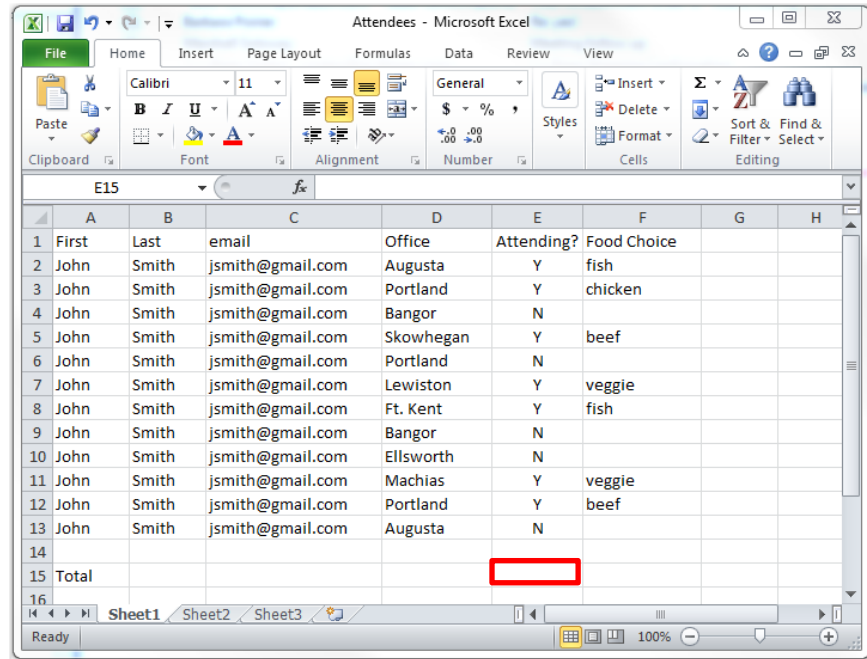 Attendees - Microsoft Excel
File Home Insert Page Layout Formulas Data Review View
Calibri 11 General Insert Σ
B I U A A $ % , Delete
Paste Styles Sort & Find &
A .0 .00 .00 .0 Format Filter Select
Clipboard Font Alignment Number Cells Editing
E15 fx
A B C D E F G H
1 First Last email Office Attending? Food Choice
2 John Smith jsmith@gmail.com Augusta Y fish
3 John Smith jsmith@gmail.com Portland Y chicken
4 John Smith jsmith@gmail.com Bangor N
5 John Smith jsmith@gmail.com Skowhegan Y beef
6 John Smith jsmith@gmail.com Portland N
7 John Smith jsmith@gmail.com Lewiston Y veggie
8 John Smith jsmith@gmail.com Ft. Kent Y fish
9 John Smith jsmith@gmail.com Bangor N
10 John Smith jsmith@gmail.com Ellsworth N
11 John Smith jsmith@gmail.com Machias Y veggie
12 John Smith jsmith@gmail.com Portland Y beef
13 John Smith jsmith@gmail.com Augusta N
14
15 Total
16
Sheet1 Sheet2 Sheet3
Ready 100%